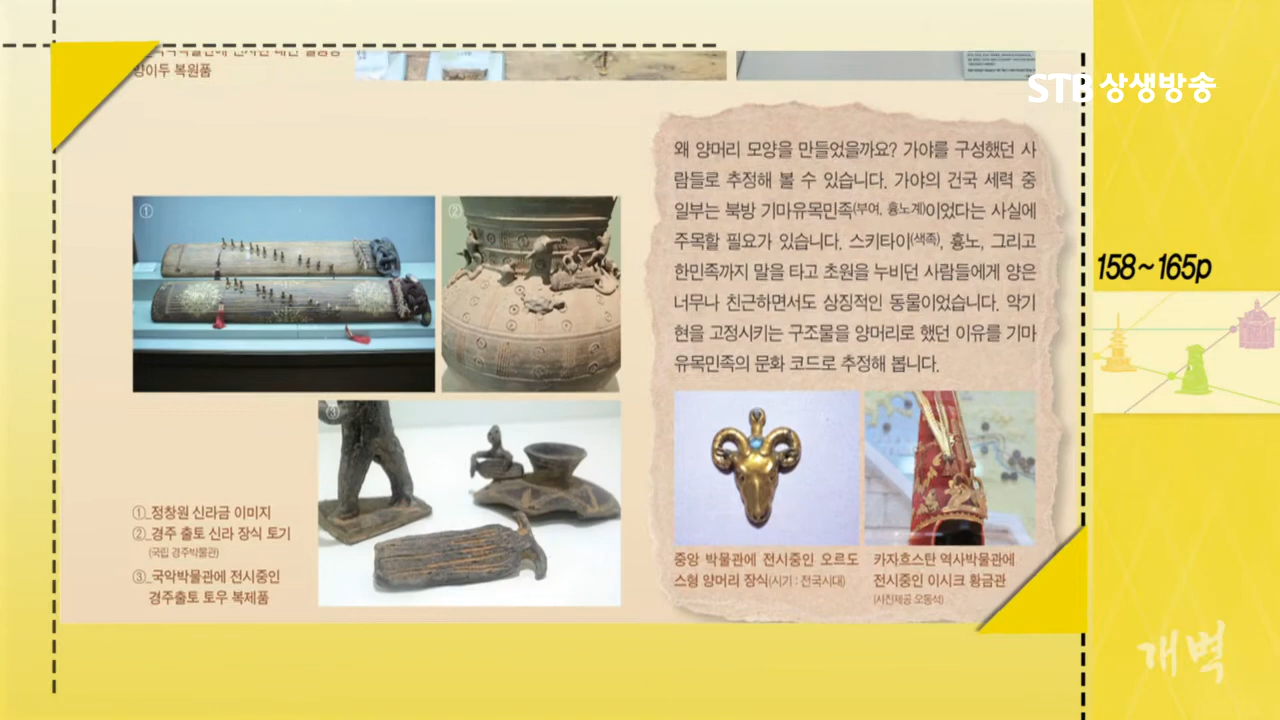 양이두 복원품
STB 상생방송
왜 양머리 모양을 만들었을까요? 가야를 구성했던 사
람들로 추정해 볼 수 있습니다. 가야의 건국 세력 중
일부는 북방 기마유목민족(부여, 흉노계)이었다는 사실에
주목할 필요가 있습니다. 스키타이(색족), 흉노, 그리고
한민족까지 말을 타고 초원을 누비던 사람들에게 양은
너무나 친근하면서도 상징적인 동물이었습니다. 악기
현을 고정시키는 구조물을 양머리로 했던 이유를 기마
유목민족의 문화 코드로 추정해 봅니다.
①
②
③
①_정창원 신라금 이미지
②_경주 출토 신라 장식 토기
(국립 경주박물관)
③_국악박물관에 전시중인
경주출토 토우 복제품
중앙 박물관에 전시중인 오르도
스형 양머리 장식(시기 : 전국시대)
카자흐스탄 역사박물관에
전시중인 이시크 황금관
(사진제공 오동석)
158~165p
개벽